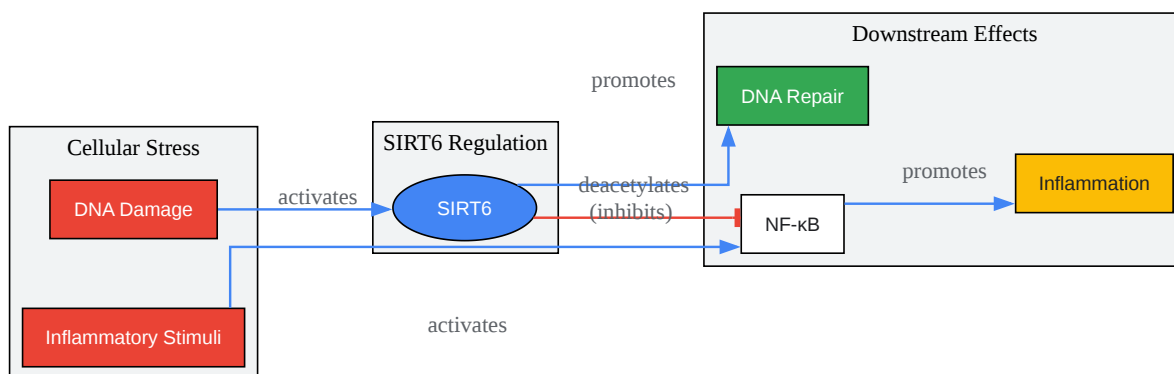 Downstream Effects
promotes
DNA Repair
Cellular Stress
SIRT6 Regulation
DNA Damage
activates
SIRT6
deacetylates
(inhibits)
promotes
Inflammation
NF-κB
Inflammatory Stimuli
activates